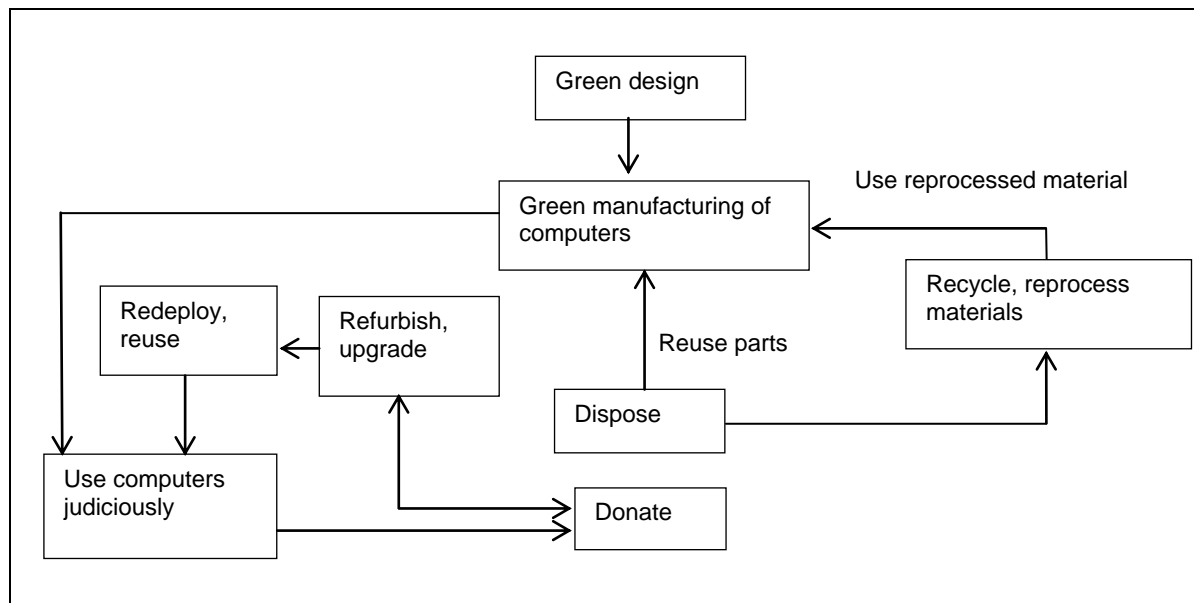 Green design
Use reprocessed material
Green manufacturing of
computers
Recycle, reprocess
materials
Redeploy,
reuse
Refurbish,
upgrade
Reuse parts
Dispose
Use computers
judiciously
Donate